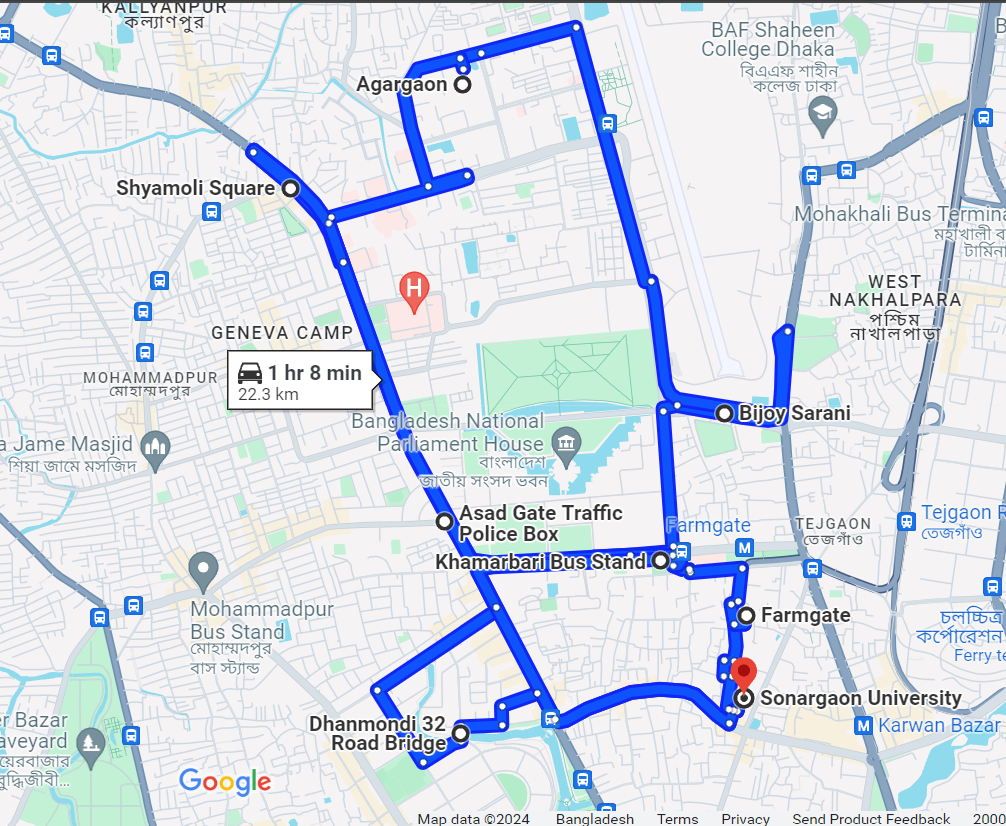 KALLYANPUR
কল্যাণপুর
BAF Shaheen
College Dhaka
বিএএফ শাহীন
কলেজ ঢাকা
Agargaon
Shyamoli Square
Mohakhali Bus Termina
মহাখালী ব
টার্মিনা
WEST
NAKHALPARA
পশ্চিম
নাখালপাড়া
H
GENEVA CAMP
1 hr 8 min
22.3 km
MOHAMMADPUR
মোহাম্মদপুর
Bijoy Sarani
Bangladesh National
Parliament House
বাংলাদেশ
জাতীয় সংসদ ভবন
a Jame Masjid
শিয়া জামে মসজিদ
Asad Gate Traffic
Police Box
Farmgate
TEJGAON
তেজগাঁও
Tejgaon R
তেজগাঁও
Khamarbari Bus Stand
M
Mohammadpur
Bus Stand
মোহাম্মদপুর
বাস স্ট্যান্ড
Farmgate
চলচ্চিত্র
কর্পোরেশন
Ferry te
Sonargaon University
er Bazar
aveyard
য়েরবাজার
বুদ্ধিজীবী...
Dhanmondi 32
Road Bridge
M
Karwan Bazar
Google
Map data ©2024 Bangladesh Terms Privacy Send Product Feedback 2000